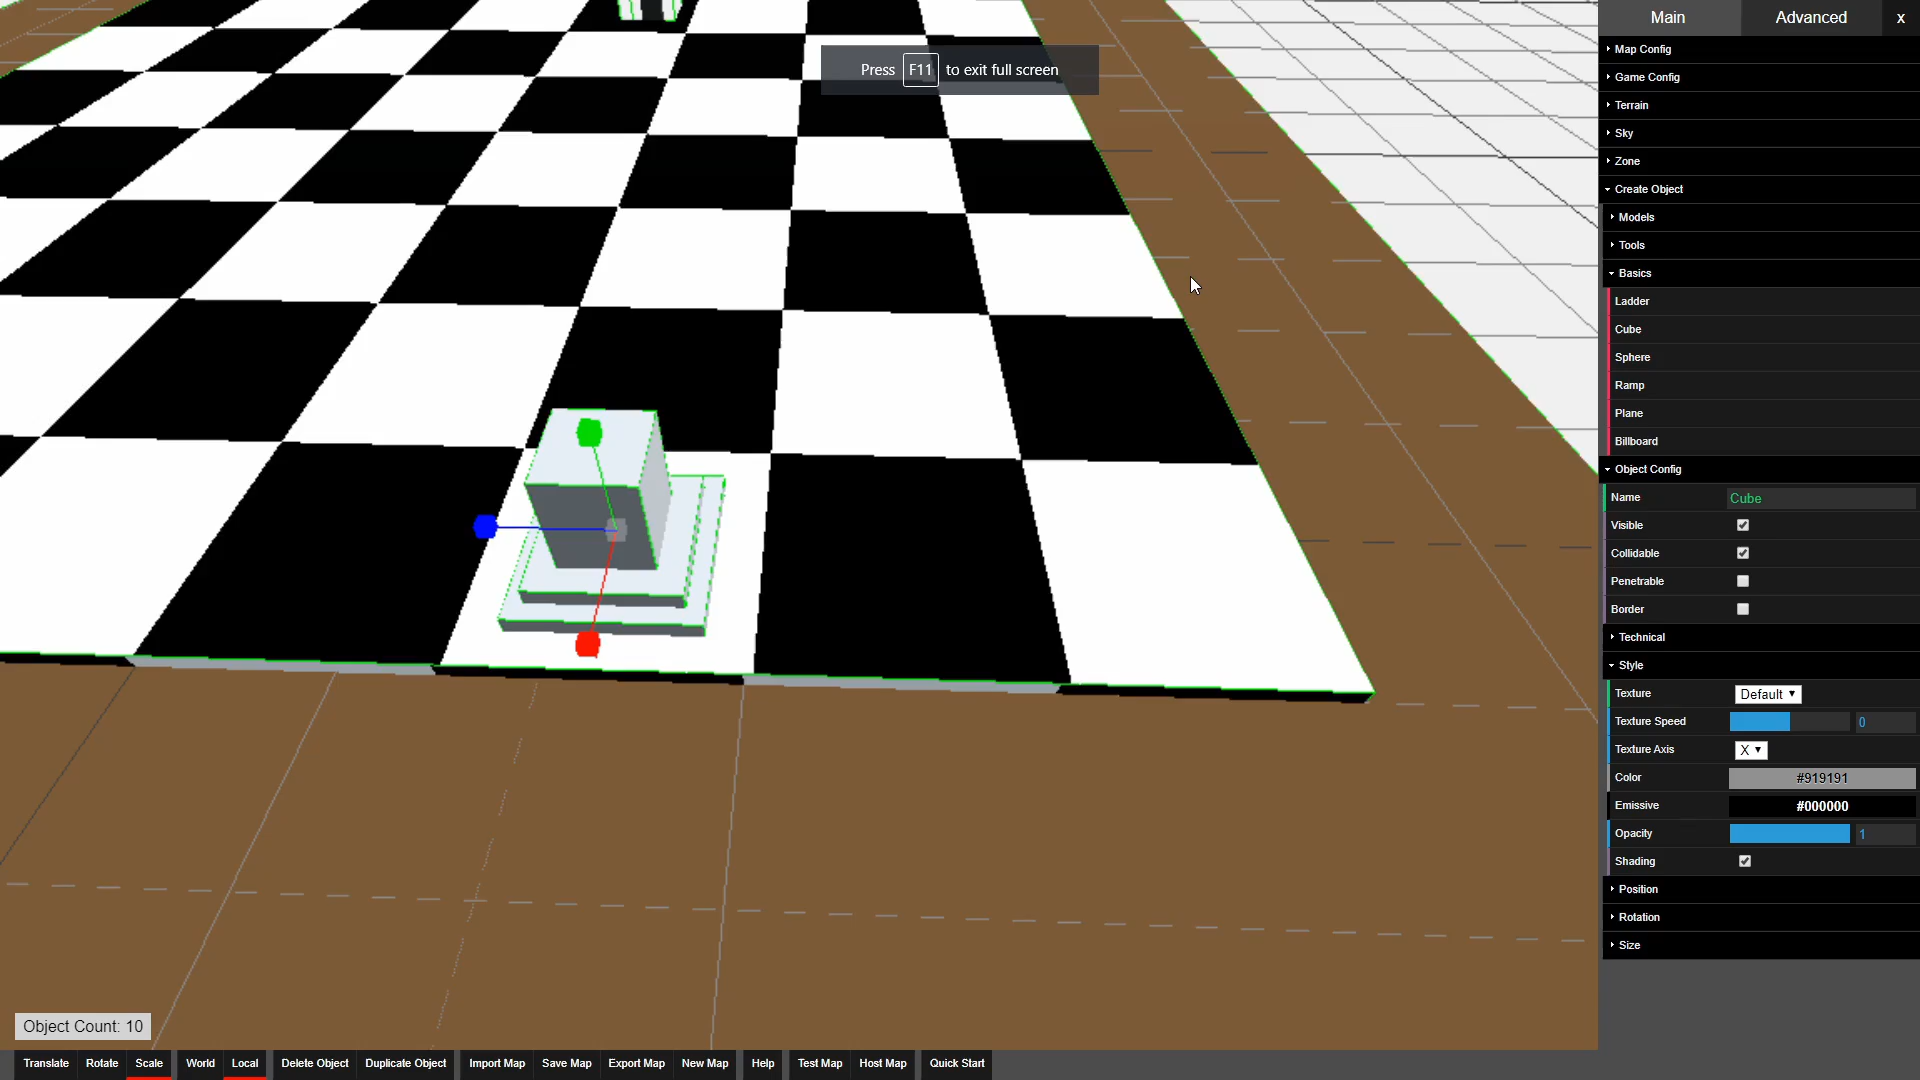 Main Advanced X
Map Config
Game Config
Terrain
Sky
Zone
Create Object
Models
Tools
Basics
Ladder
Cube
Sphere
Ramp
Plane
Billboard
Object Config
Name Cube
Visible
Collidable
Penetrable
Border
Technical
Style
Texture Default
Texture Speed 0
Texture Axis X
Color #919191
Emissive #000000
Opacity 1
Shading
Position
Rotation
Size
Press F11 to exit full screen
Object Count: 10
Translate Rotate Scale World Local Delete Object Duplicate Object Import Map Save Map Export Map New Map Help Test Map Host Map Quick Start